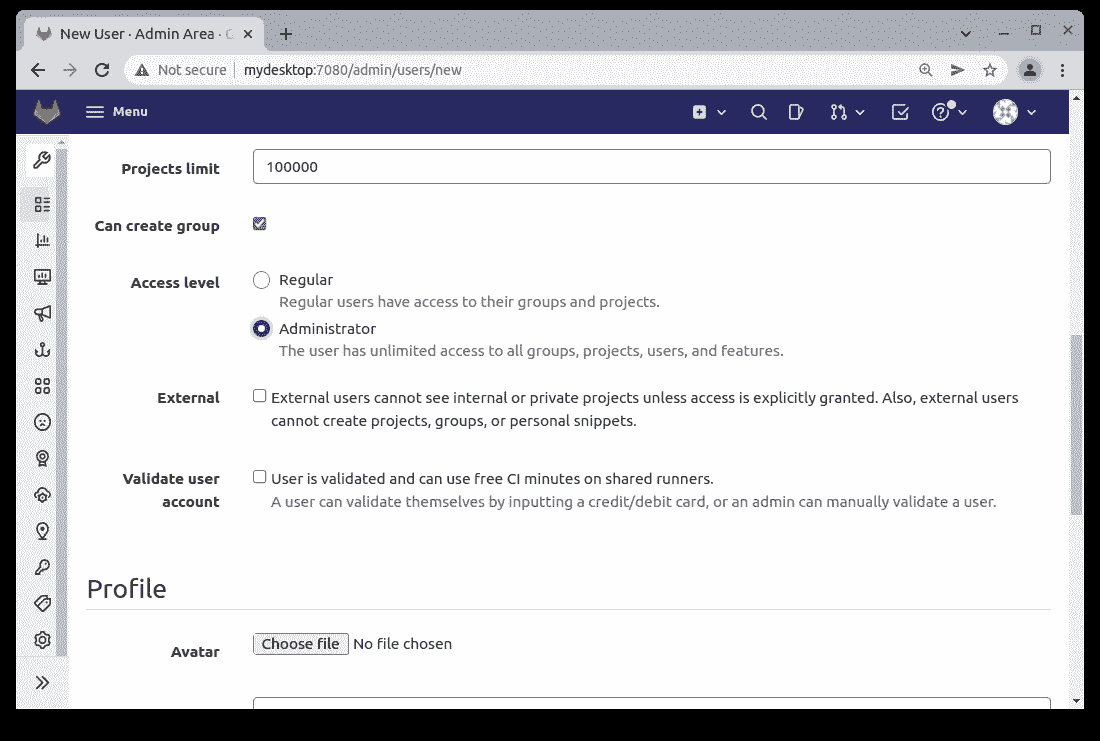 New User · Admin Area · G
Not secure mydesktop:7080/admin/users/new
Menu
Projects limit 100000
Can create group
Access level Regular
Regular users have access to their groups and projects.
Administrator
The user has unlimited access to all groups, projects, users, and features.
External External users cannot see internal or private projects unless access is explicitly granted. Also, external users
cannot create projects, groups, or personal snippets.
Validate user User is validated and can use free CI minutes on shared runners.
account A user can validate themselves by inputting a credit/debit card, or an admin can manually validate a user.
Profile
Avatar Choose file No file chosen